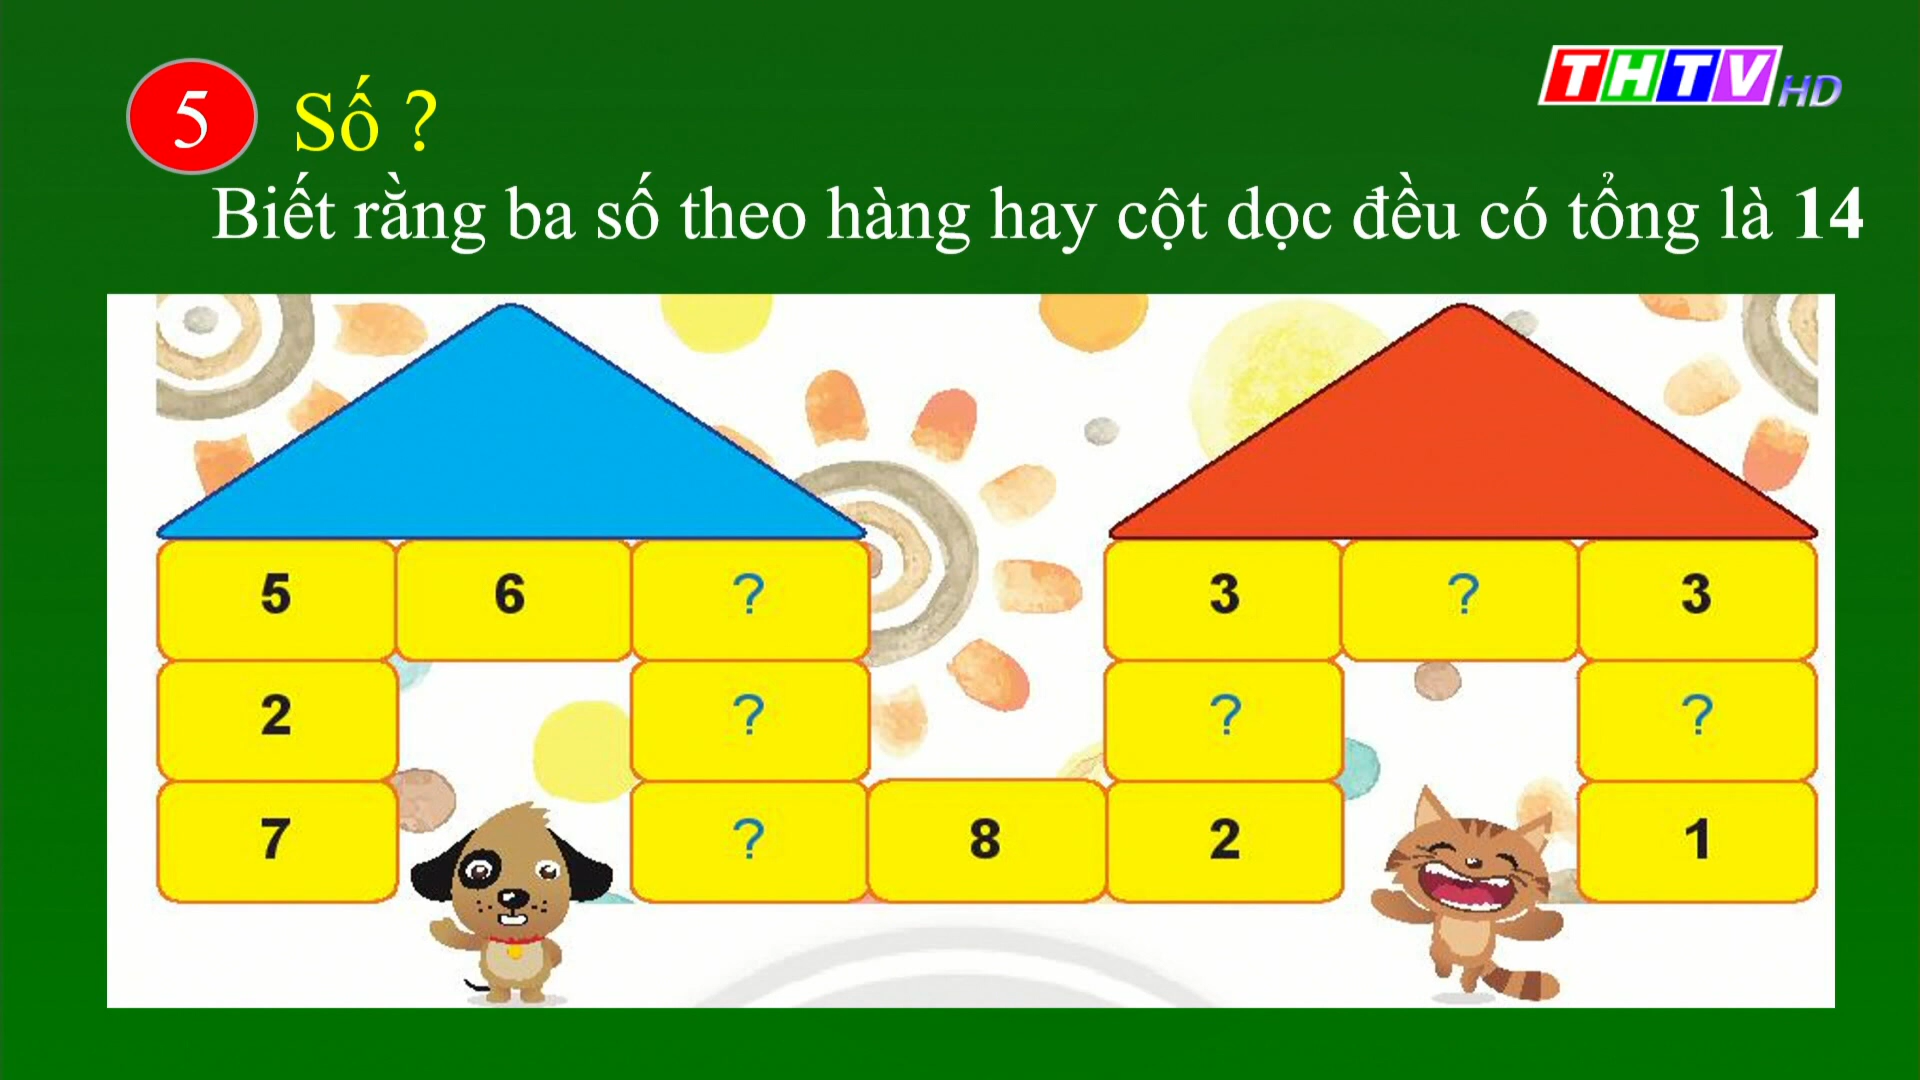 THTV HD
5 Số ?
Biết rằng ba số theo hàng hay cột dọc đều có tổng là 14
5 6 ? 3 ? 3
2 ? ? ?
7 ? 8 2 1